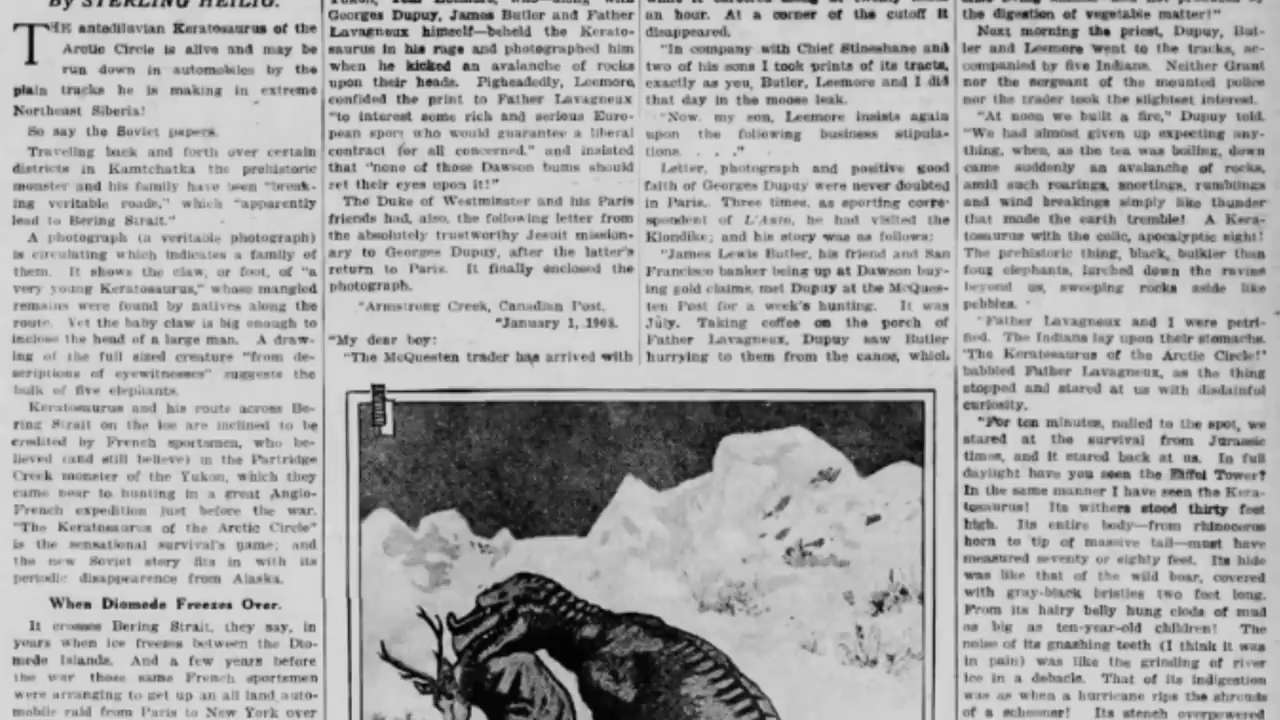 By STERLING HEILIG.
THE antediluvian Keratosaurus of the
Arctic Circle is alive and may be
run down in automobiles by the
plain tracks he is making in extreme
Northeast Siberia!
So say the Soviet papers.
Traveling back and forth over certain
districts in Kamtchatka the prehistoric
monster and his family have been "break-
ing veritable roads," which "apparently
lead to Bering Strait."
A photograph (a veritable photograph)
is circulating which indicates a family of
them. It shows the claw, or foot, of "a
very young Keratosaurus," whose mangled
remains were found by natives along the
route. Yet the baby claw is big enough to
inclose the head of a large man. A draw-
ing of the full sized creature "from de-
scriptions of eyewitnesses" suggests the
bulk of five elephants.
Keratosaurus and his route across Be-
ring Strait on the ice are inclined to be
credited by French sportsmen, who be-
lieved (and still believe) in the Partridge
Creek monster of the Yukon, which they
came near to hunting in a great Anglo-
French expedition just before the war.
"The Keratosaurus of the Arctic Circle"
is the sensational survival's name; and
the new Soviet story fits in with its
periodic disappearence from Alaska.
When Diomede Freezes Over.
It crosses Bering Strait, they say, in
years when ice freezes between the Dio-
mede Islands. And a few years before
the war those same French sportsmen
were arranging to get up an all land auto-
mobile raid from Paris to New York over
Georges Dupuy, James Butler and Father
Lavagneux himself—beheld the Kerato-
saurus in his rage and photographed him
when he kicked an avalanche of rocks
upon their heads. Pigheadedly, Leemore,
confided the print to Father Lavagneux
"to interest some rich and serious Euro-
pean sport who would guarantee a liberal
contract for all concerned," and insisted
that "none of those Dawson bums should
set their eyes upon it!"
The Duke of Westminster and his Paris
friends had, also, the following letter from
the absolutely trustworthy Jesuit mission-
ary to Georges Dupuy, after the latter's
return to Paris. It finally enclosed the
photograph.
"Armstrong Creek, Canadian Post,
"January 1, 1908.
"My dear boy:
"The McQuesten trader has arrived with
an hour. At a corner of the cutoff it
disappeared.
"In company with Chief Stineshane and
two of his sons I took prints of its tracts,
exactly as you, Butler, Leemore and I did
that day in the moose leak.
"Now, my son, Leemore insists again
upon the following business stipula-
tions. . . ."
Letter, photograph and positive good
faith of Georges Dupuy were never doubted
in Paris. Three times, as sporting corre-
spondent of L'Auto, he had visited the
Klondike; and his story was as follows:
"James Lewis Butler, his friend and San
Francisco banker being up at Dawson buy-
ing gold claims, met Dupuy at the McQues-
ten Post for a week's hunting. It was
July. Taking coffee on the porch of
Father Lavagneux, Dupuy saw Butler
hurrying to them from the canoe, which
the digestion of vegetable matter!"
Next morning the priest, Dupuy, But-
ler and Leemore went to the tracks, ac-
companied by five Indians. Neither Grant
nor the sergeant of the mounted police
nor the trader took the slightest interest.
"At noon we built a fire," Dupuy told.
"We had almost given up expecting any-
thing, when, as the tea was boiling, down
came suddenly an avalanche of rocks,
amid such roarings, snortings, rumblings
and wind breakings simply like thunder
that made the earth tremble! A Kera-
tosaurus with the colic, apocalyptic sight!
The prehistoric thing, black, bulkier than
four elephants, lurched down the ravine
beyond us, sweeping rocks aside like
pebbles.
"Father Lavagneux and I were petri-
fied. The Indians lay upon their stomachs.
'The Keratosaurus of the Arctic Circle!'
babbled Father Lavagneux, as the thing
stopped and stared at us with disdainful
curiosity.
"For ten minutes, nailed to the spot, we
stared at the survival from Jurassic
times, and it stared back at us. In full
daylight have you seen the Eiffel Tower?
In the same manner I have seen the Kera-
tosaurus! Its withers stood thirty feet
high. Its entire body—from rhinoceros
horn to tip of massive tail—must have
measured seventy or eighty feet. Its hide
was like that of the wild boar, covered
with gray-black bristles two foot long.
From its hairy belly hung clods of mud
as big as ten-year-old children! The
noise of its gnashing teeth (I think it was
in pain) was like the grinding of river
ice in a debacle. That of its indigestion
was as when a hurricane rips the shrouds
of a schooner! Its stench overpowered